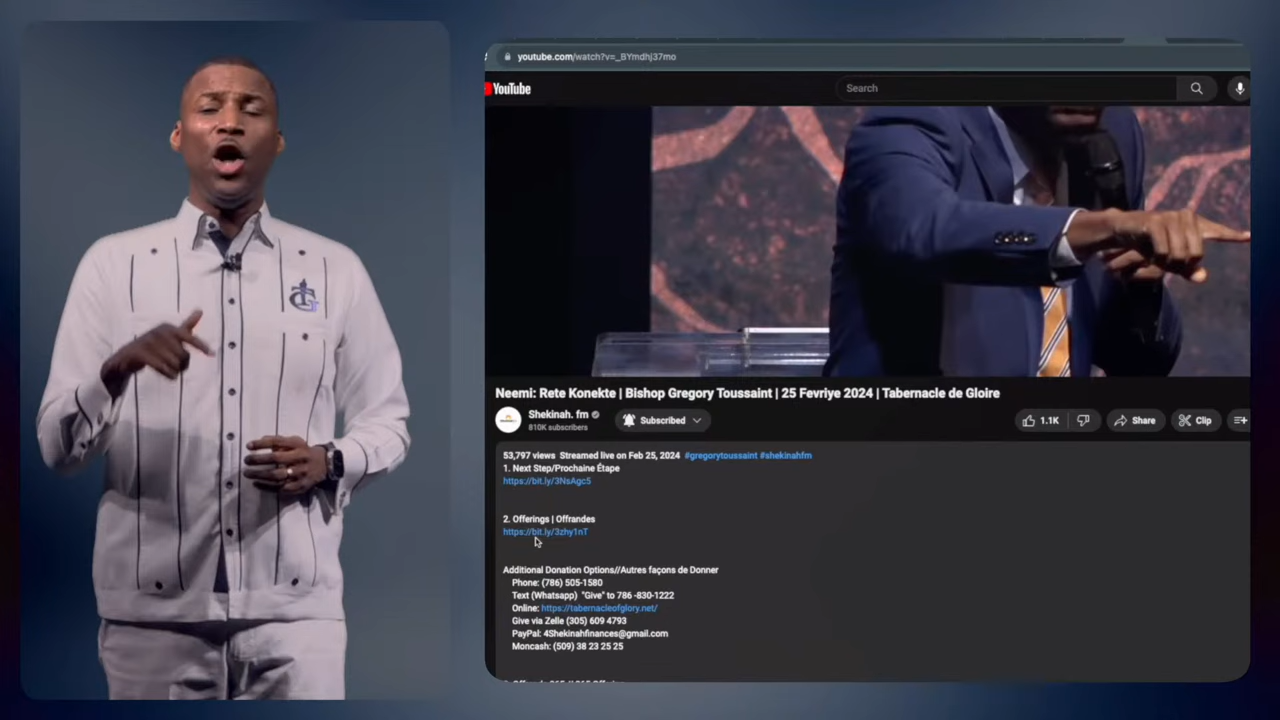 youtube.com/watch?v=_BYmdhj37mo
YouTube
Search
Neemi: Rete Konekte | Bishop Gregory Toussaint | 25 Fevriye 2024 | Tabernacle de Gloire
Shekinah. fm
810K subscribers
Subscribed
1.1K
Share
Clip
53,797 views Streamed live on Feb 25, 2024 #gregorytoussaint #shekinahfm
1. Next Step/Prochaine Étape
https://bit.ly/3NsAgc5
2. Offerings | Offrandes
https://bit.ly/3zhy1nT
Additional Donation Options//Autres façons de Donner
Phone: (786) 505-1580
Text (Whatsapp) "Give" to 786 -830-1222
Online: https://tabernacleofglory.net/
Give via Zelle (305) 609 4793
PayPal: 4Shekinahfinances@gmail.com
Moncash: (509) 38 23 25 25